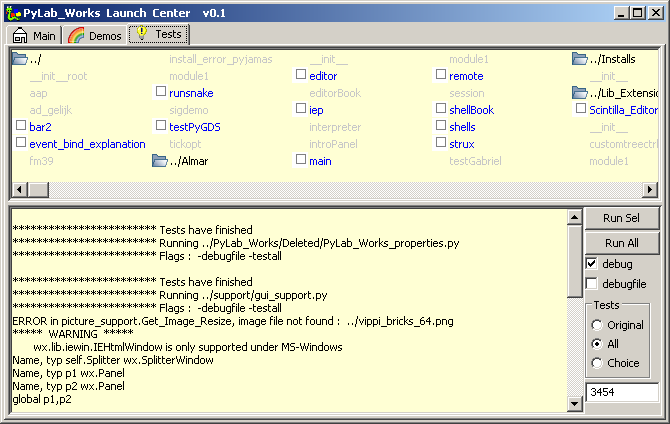 PyLab_Works Launch Center v0.1
Main Demos Tests
../ install_error_pyjamas __init__ module1 ../Installs
__init__root module1 editor remote __init__
aap runsnake editorBook session ../Lib_Extensio
ad_gelijk sigdemo iep shellBook Scintilla_Editor
bar2 testPyGDS interpreter shells __init__
event_bind_explanation tickopt introPanel strux customtreectrl
fm39 ../Almar main testGabriel module1
************************ Tests have finished
************************ Running ../PyLab_Works/Deleted/PyLab_Works_properties.py
************************ Flags : -debugfile -testall
************************ Tests have finished
************************ Running ../support/gui_support.py
************************ Flags : -debugfile -testall
ERROR in picture_support.Get_Image_Resize, image file not found : ../vippi_bricks_64.png
****** WARNING *****
wx.lib.iewin.IEHtmlWindow is only supported under MS-Windows
Name, typ self.Splitter wx.SplitterWindow
Name, typ p1 wx.Panel
Name, typ p2 wx.Panel
global p1,p2
Run Sel
Run All
debug
debugfile
Tests
Original
All
Choice
3454